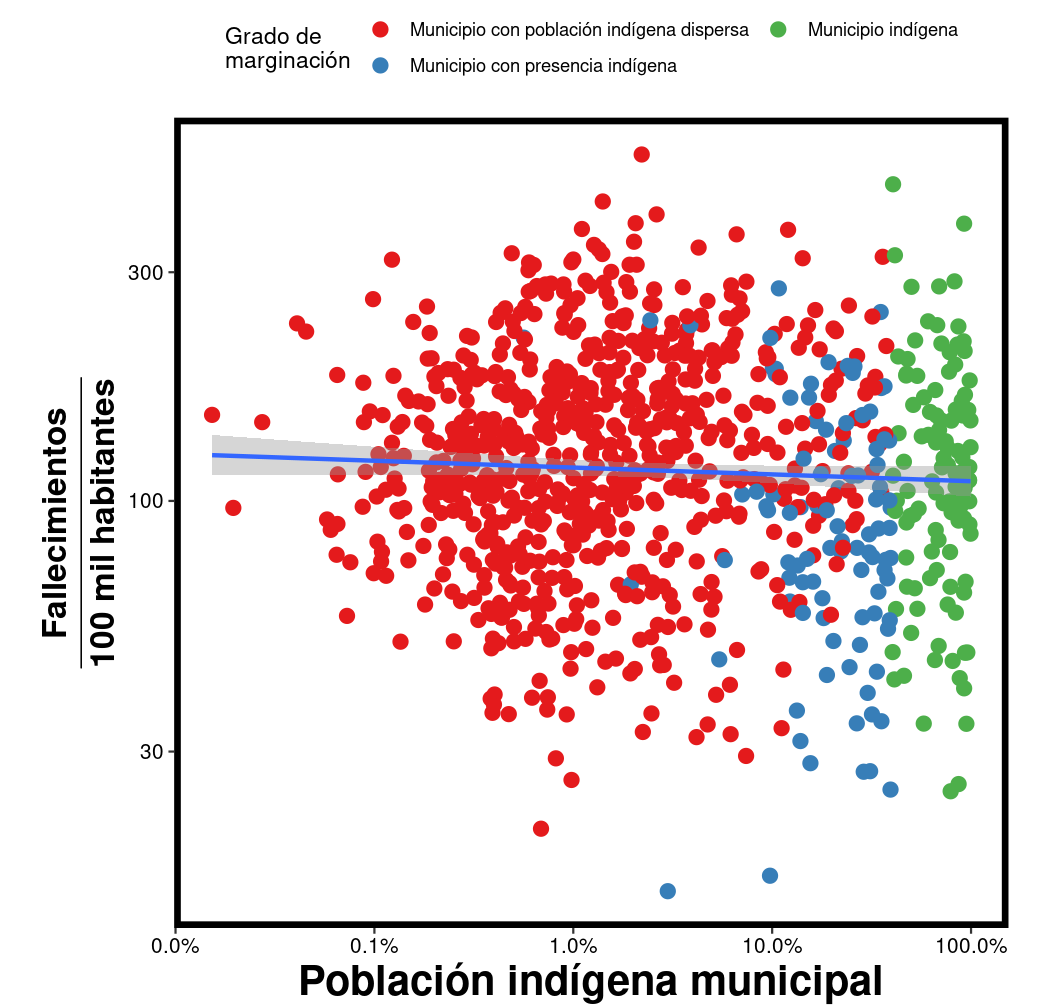 Grado de
marginación
Municipio con población indígena dispersa
Municipio indígena
Municipio con presencia indígena
Fallecimientos
100 mil habitantes
300
100
30
0.0%
0.1%
1.0%
10.0%
100.0%
Población indígena municipal